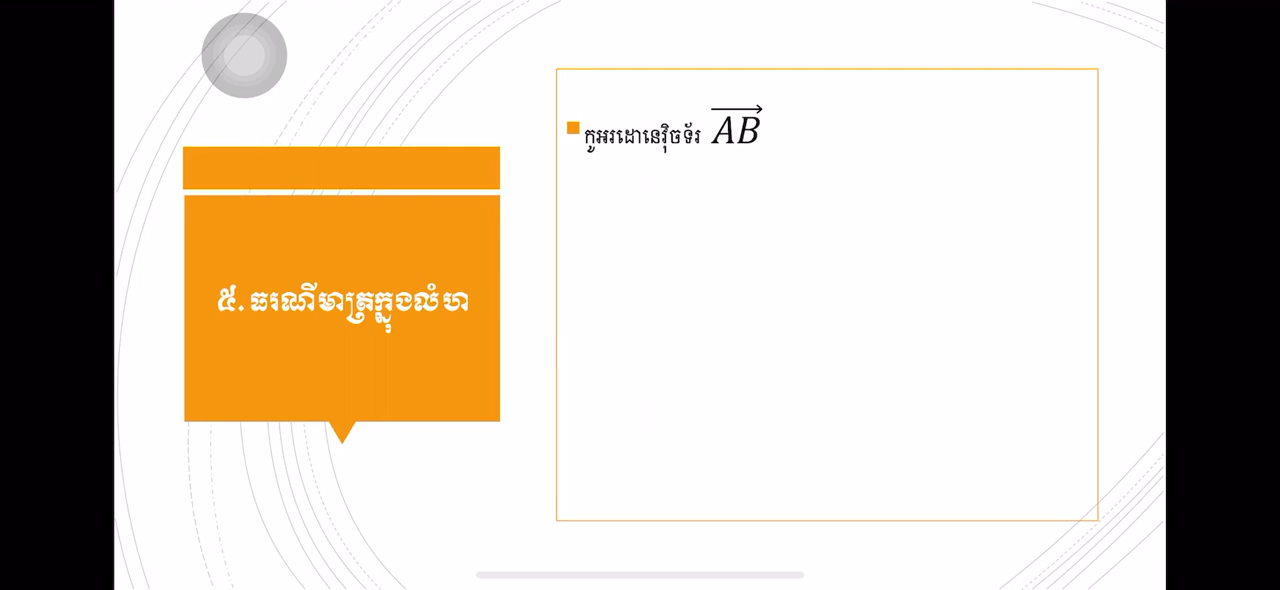 ៥. ធរណីមាត្រក្នុងលំហ
កូអរដោនេវ៉ិចទ័រ $\overrightarrow{AB}$